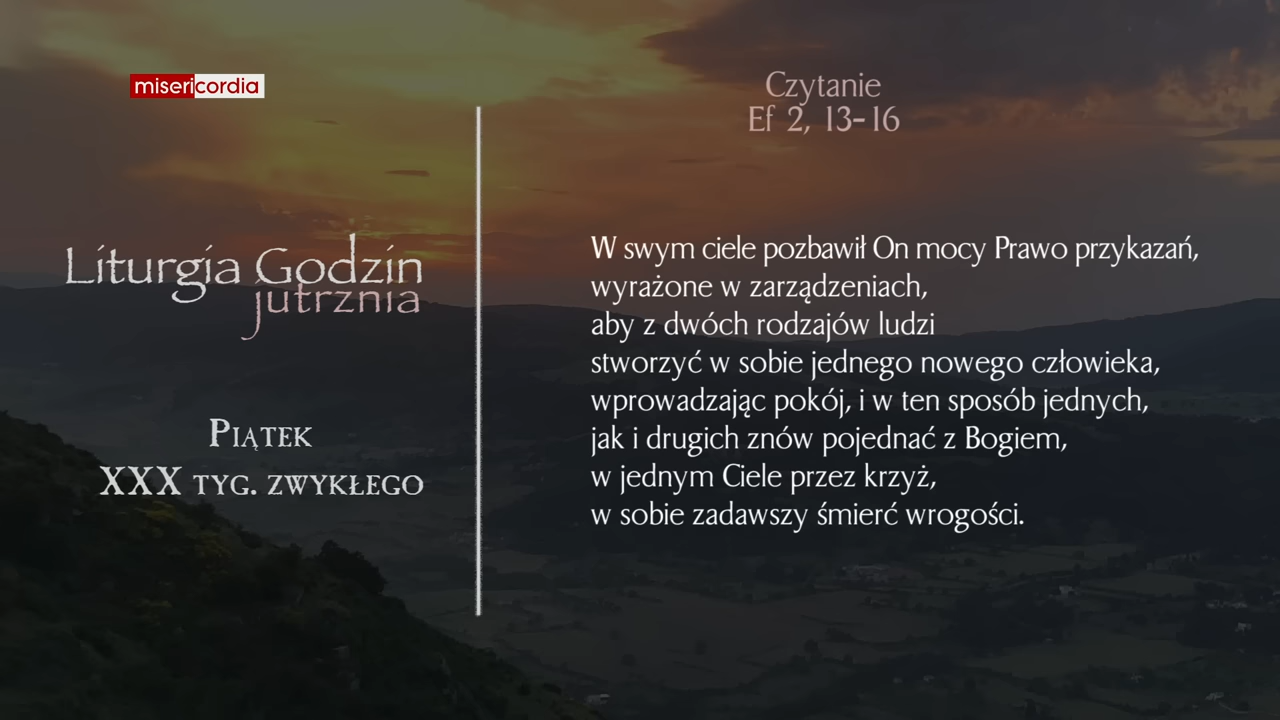 misericordia
Liturgia Godzin
jutrznia
Piątek
XXX tyg. zwykłego
Czytanie
Ef 2, 13-16
W swym ciele pozbawił On mocy Prawo przykazań,
wyrażone w zarządzeniach,
aby z dwóch rodzajów ludzi
stworzyć w sobie jednego nowego człowieka,
wprowadzając pokój, i w ten sposób jednych,
jak i drugich znów pojednać z Bogiem,
w jednym Ciele przez krzyż,
w sobie zadawszy śmierć wrogości.